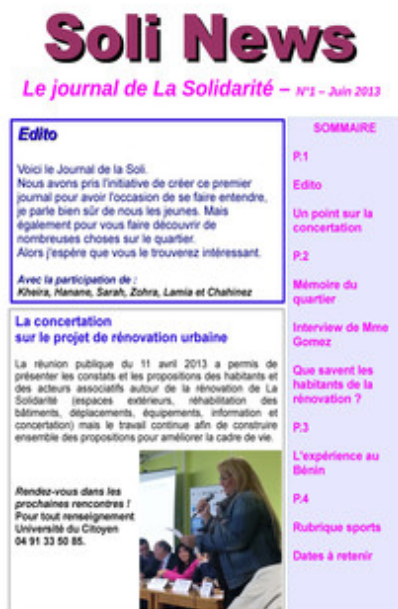 Soli News
Le journal de La Solidarité – N°1 – Juin 2013
Edito
Voici le Journal de la Soli.
Nous avons pris l'initiative de créer ce premier
journal pour avoir l'occasion de se faire entendre,
je parle bien sûr de nous les jeunes. Mais
également pour vous faire découvrir de
nombreuses choses sur le quartier.
Alors j'espère que vous le trouverez intéressant.
Avec la participation de :
Kheira, Hanane, Sarah, Zohra, Lamia et Chahinez
La concertation
sur le projet de rénovation urbaine
La réunion publique du 11 avril 2013 a permis de
présenter les constats et les propositions des habitants et
des acteurs associatifs autour de la rénovation de La
Solidarité (espaces extérieurs, réhabilitation des
bâtiments, déplacements, équipements, information et
concertation) mais le travail continue afin de construire
ensemble des propositions pour améliorer la cadre de vie.
Rendez-vous dans les
prochaines rencontres !
Pour tout renseignement
Université du Citoyen
04 91 33 50 85.
SOMMAIRE
P.1
Edito
Un point sur la
concertation
P.2
Mémoire du
quartier
Interview de Mme
Gomez
Que savent les
habitants de la
rénovation ?
P.3
L'expérience au
Bénin
P.4
Rubrique sports
Dates à retenir